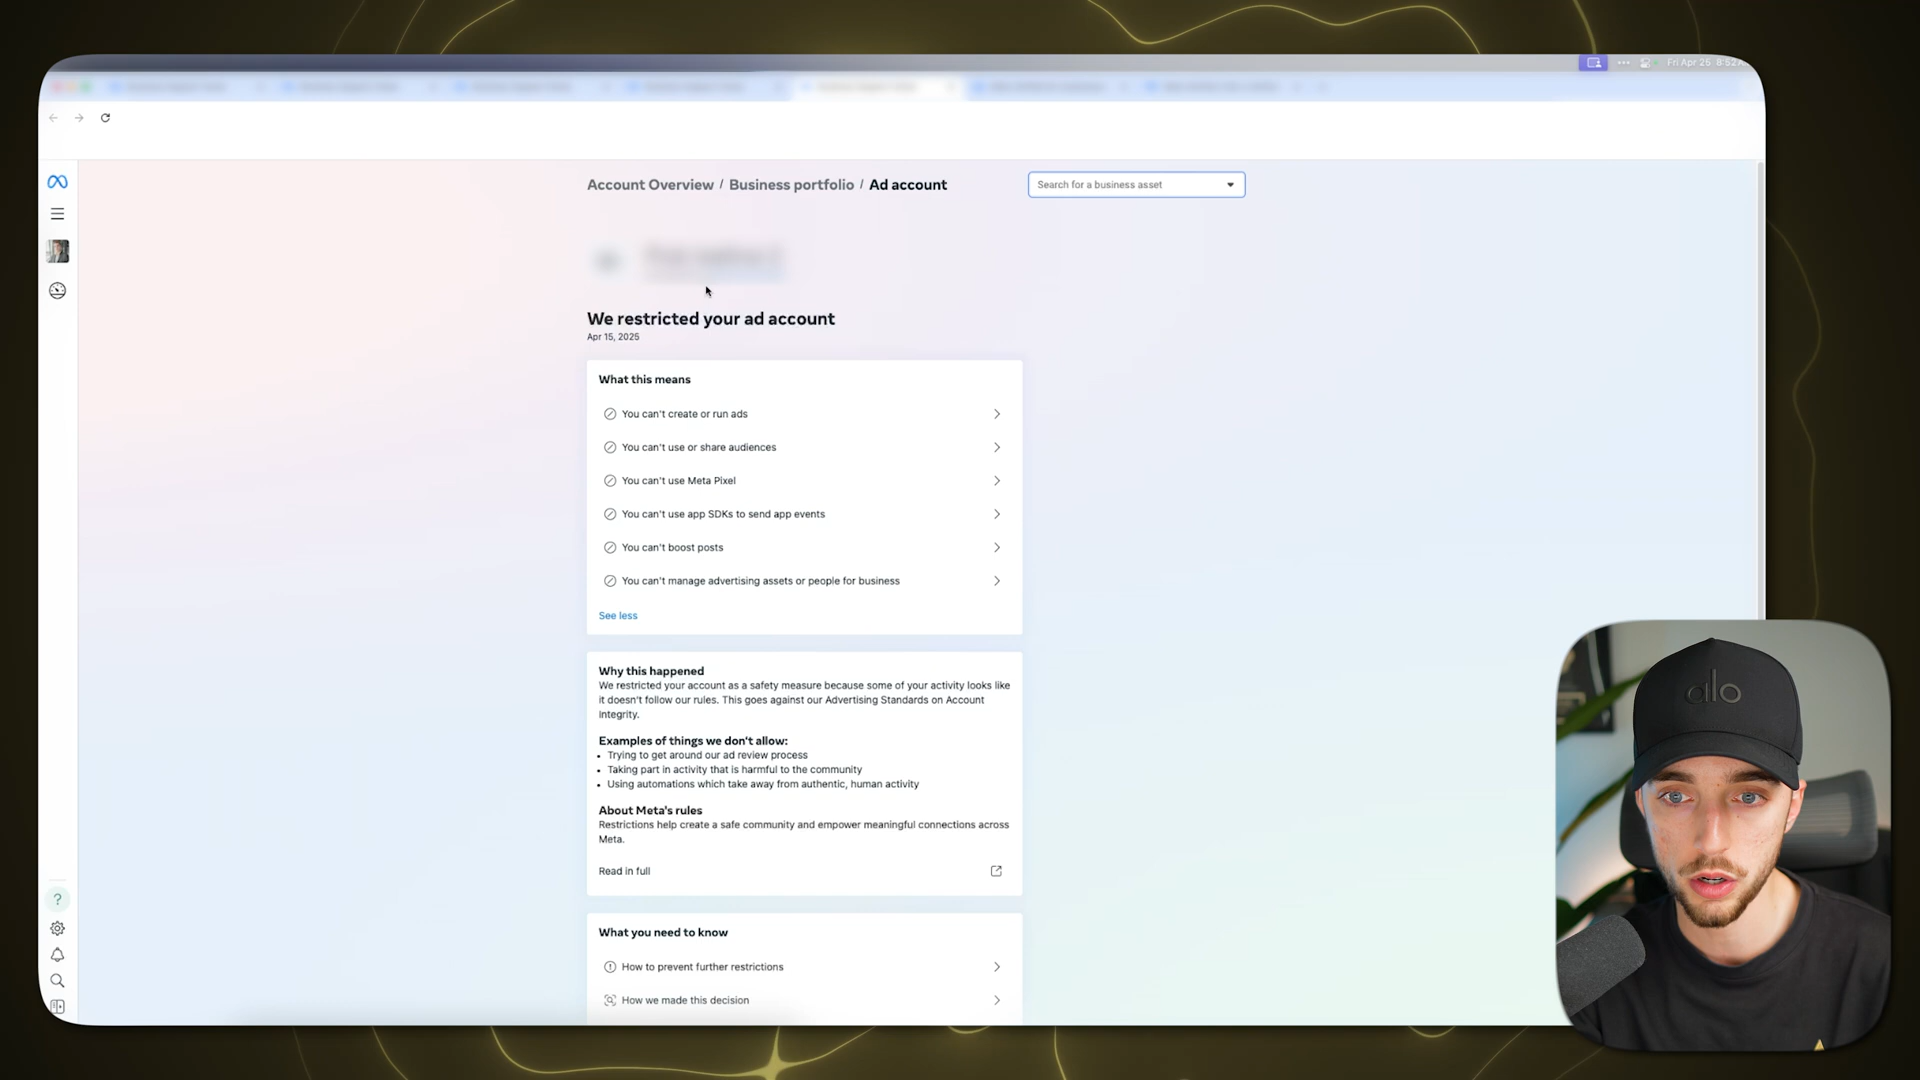 Fri Apr 25 8:52
Account Overview / Business portfolio / Ad account
Search for a business asset
We restricted your ad account
Apr 15, 2025
What this means
You can't create or run ads
You can't use or share audiences
You can't use Meta Pixel
You can't use app SDKs to send app events
You can't boost posts
You can't manage advertising assets or people for business
See less
Why this happened
We restricted your account as a safety measure because some of your activity looks like
it doesn't follow our rules. This goes against our Advertising Standards on Account
Integrity.
Examples of things we don't allow:
• Trying to get around our ad review process
• Taking part in activity that is harmful to the community
• Using automations which take away from authentic, human activity
About Meta's rules
Restrictions help create a safe community and empower meaningful connections across
Meta.
Read in full
What you need to know
How to prevent further restrictions
How we made this decision
alo